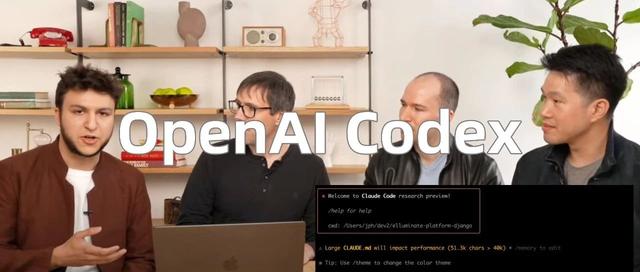 OpenAI Codex
* Welcome to Claude Code research preview!
/help for help
cwd: /Users/jph/dev2/elluminate-platform-django
⚠ Large CLAUDE.md will impact performance (51.3k chars > 40k) • /memory to edit
※ Tip: Use /theme to change the color theme